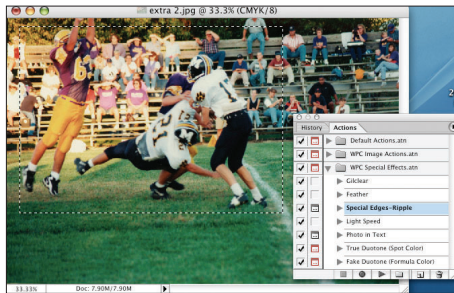 extra 2.jpg @ 33.3% (CMYK/8)
History Actions
Default Actions.atn
WPC Image Actions.atn
WPC Special Effects.atn
Gilclear
Feather
Special Edges-Ripple
Light Speed
Photo in Text
True Duotone (Spot Color)
Fake Duotone (Formula Color)
33.33% Doc: 7.90M/7.90M